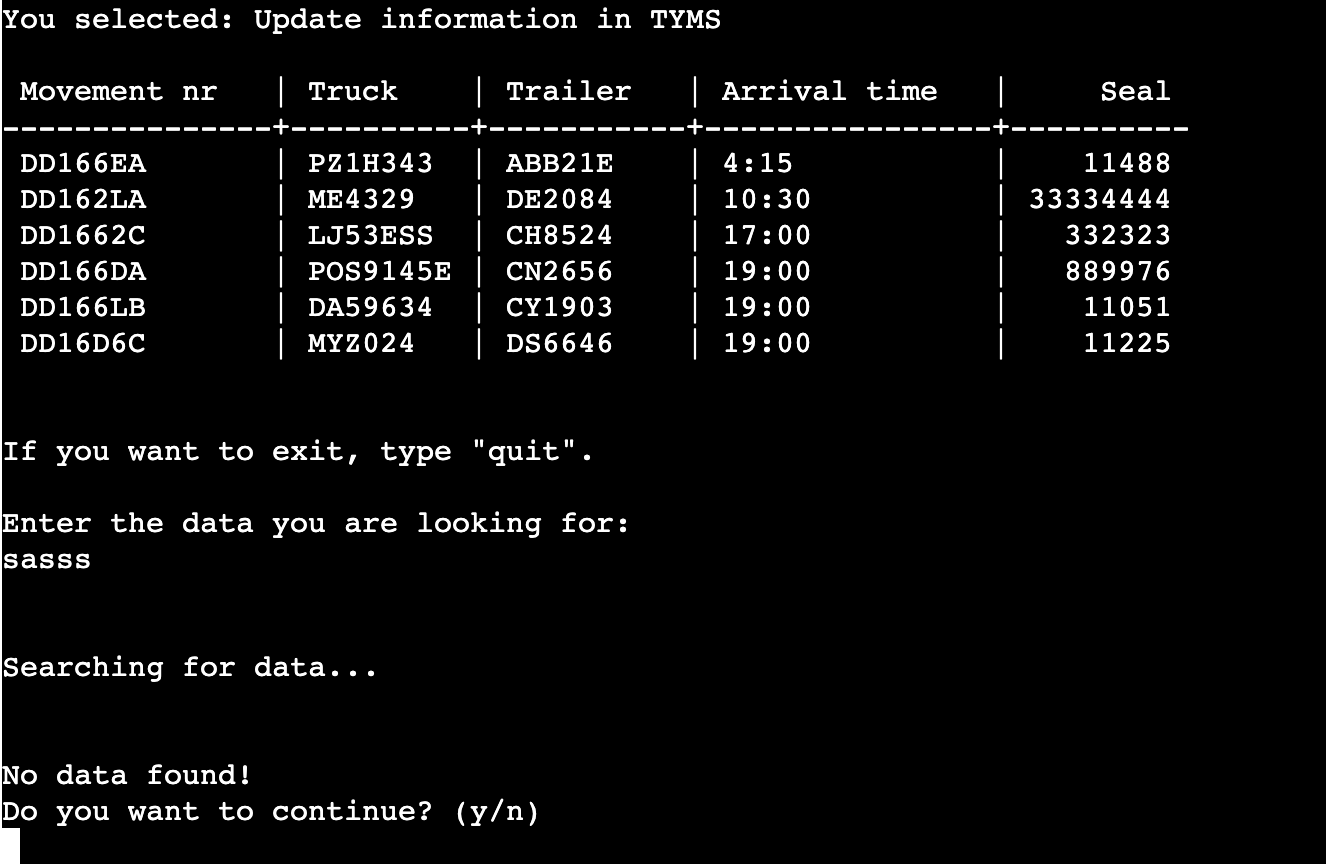 You selected: Update information in TYMS
 Movement nr   | Truck    | Trailer   | Arrival time   |     Seal
---------------+----------+-----------+----------------+----------
 DD166EA       | PZ1H343  | ABB21E    | 4:15           |    11488
 DD162LA       | ME4329   | DE2084    | 10:30          | 33334444
 DD1662C       | LJ53ESS  | CH8524    | 17:00          |   332323
 DD166DA       | POS9145E | CN2656    | 19:00          |   889976
 DD166LB       | DA59634  | CY1903    | 19:00          |    11051
 DD16D6C       | MYZ024   | DS6646    | 19:00          |    11225
If you want to exit, type "quit".
Enter the data you are looking for:
sasss
Searching for data...
No data found!
Do you want to continue? (y/n)